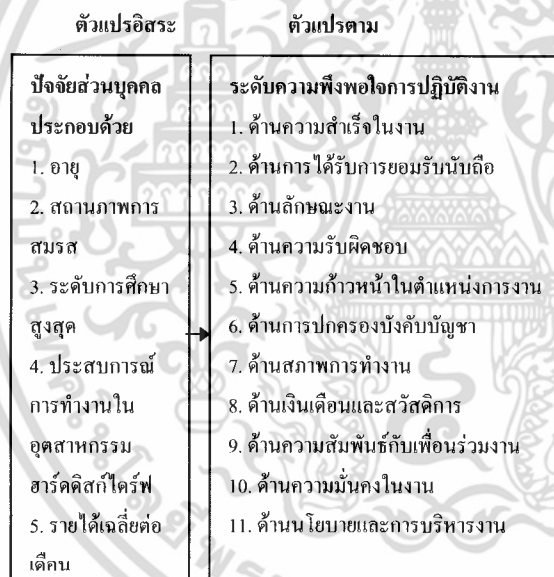 ตัวแปรอิสระ
ตัวแปรตาม
ปัจจัยส่วนบุคคล
ประกอบด้วย
1. อายุ
2. สถานภาพการ
สมรส
3. ระดับการศึกษา
สูงสุด
4. ประสบการณ์
การทำงานใน
อุตสาหกรรม
ฮาร์ดดิสก์ไดร์ฟ
5. รายได้เฉลี่ยต่อ
เดือน
ระดับความพึงพอใจการปฏิบัติงาน
1. ด้านความสำเร็จในงาน
2. ด้านการได้รับการยอมรับนับถือ
3. ด้านลักษณะงาน
4. ด้านความรับผิดชอบ
5. ด้านความก้าวหน้าในตำแหน่งการงาน
6. ด้านการปกครองบังคับบัญชา
7. ด้านสภาพการทำงาน
8. ด้านเงินเดือนและสวัสดิการ
9. ด้านความสัมพันธ์กับเพื่อนร่วมงาน
10. ด้านความมั่นคงในงาน
11. ด้านนโยบายและการบริหารงาน